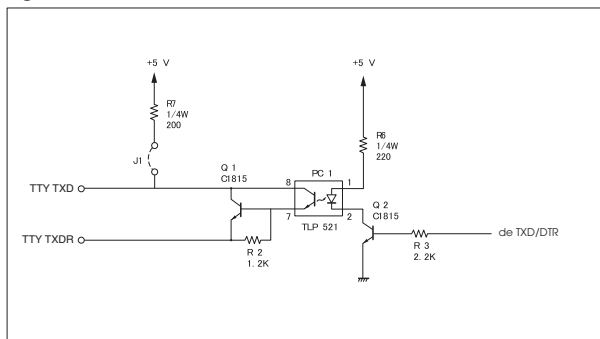 +5 V
+5 V
R7
1/4W
200
R6
1/4W
220
J1
Q 1
C1815
PC 1
8
1
TTY TXD
Q 2
C1815
7
2
TLP 521
de TXD/DTR
TTY TXDR
R 2
1. 2K
R 3
2. 2K